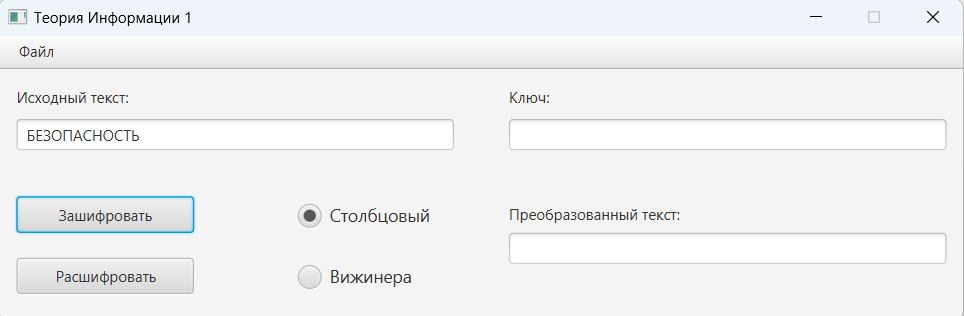 Теория Информации 1
Файл
Исходный текст:
Ключ:
БЕЗОПАСНОСТЬ
Зашифровать
Столбцовый
Преобразованный текст:
Расшифровать
Вижинера